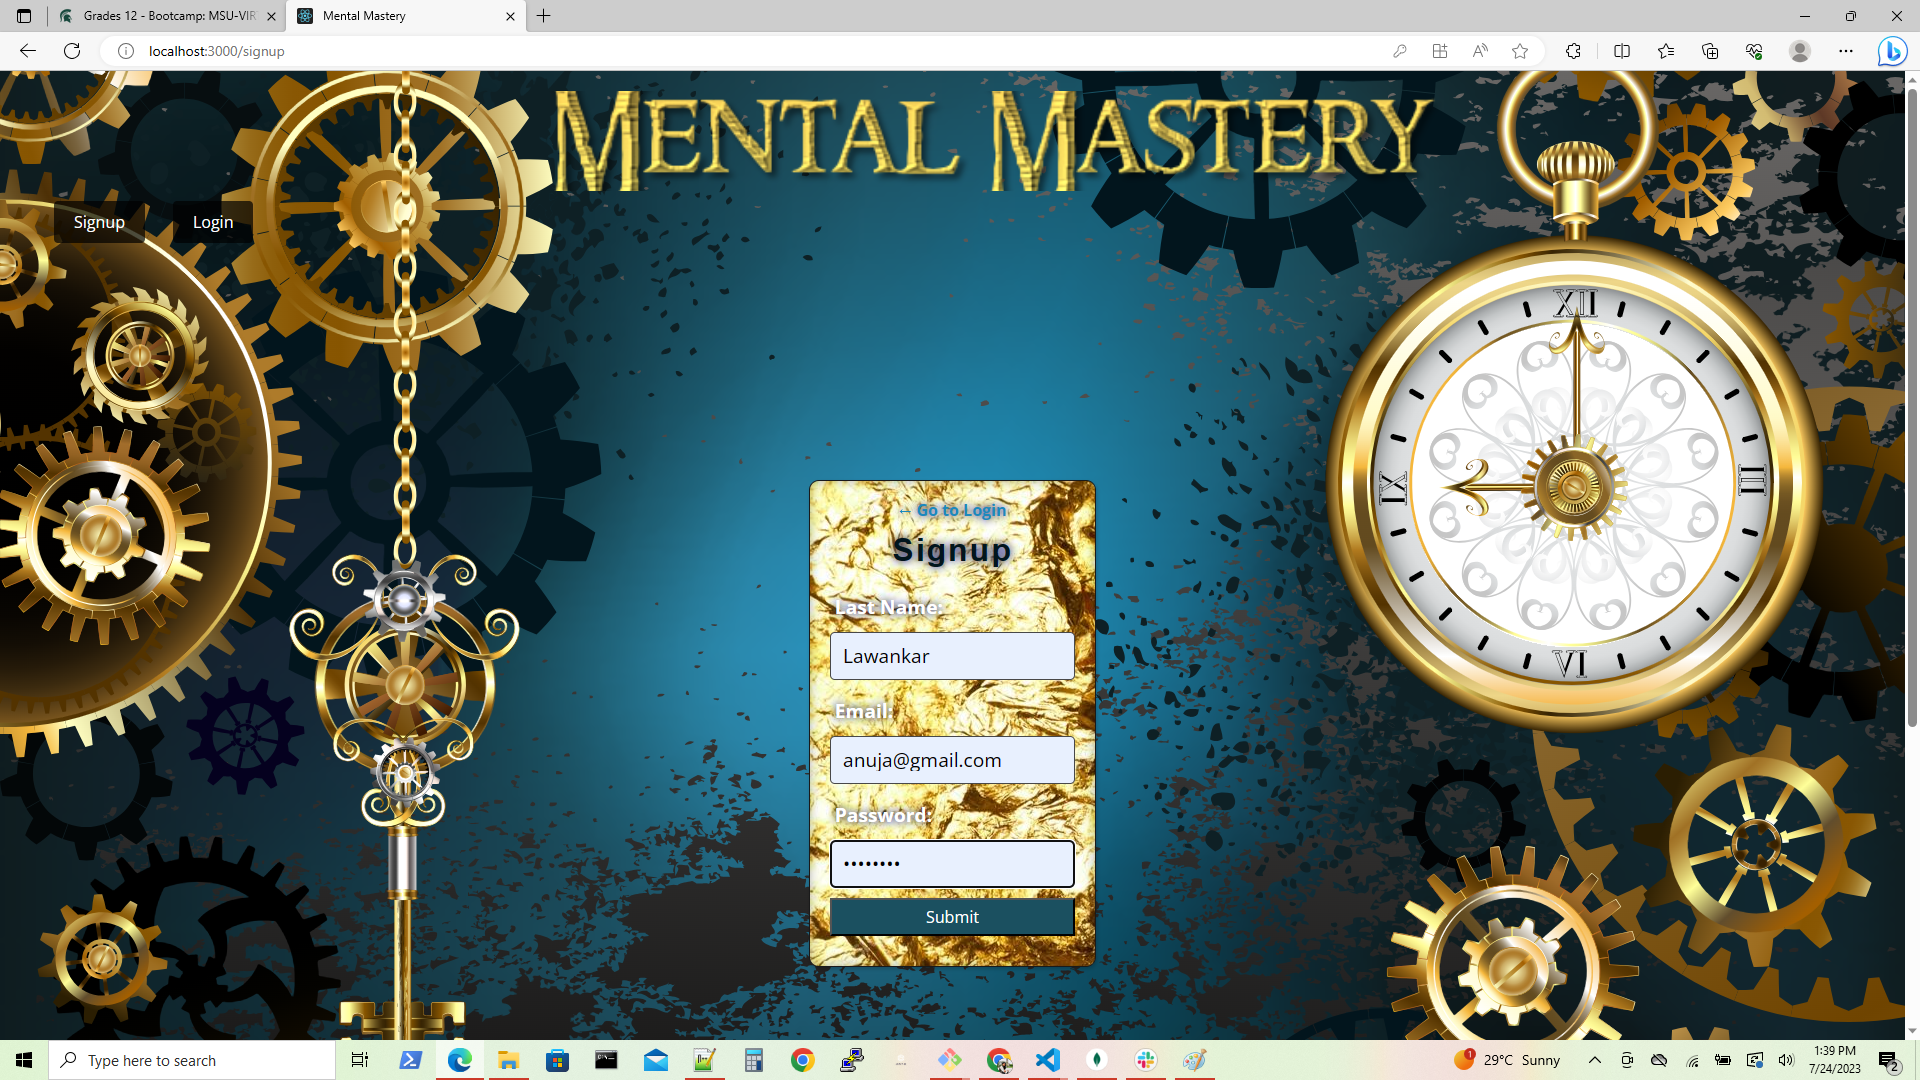 Grades 12 - Bootcamp: MSU-VIR
Mental Mastery
localhost:3000/signup
MENTAL MASTERY
Signup
Login
XII
III
VI
IX
← Go to Login
Signup
Last Name:
Lawankar
Email:
anuja@gmail.com
Password:
••••••••
Submit
Type here to search
1
29°C Sunny
1:39 PM
7/24/2023
2